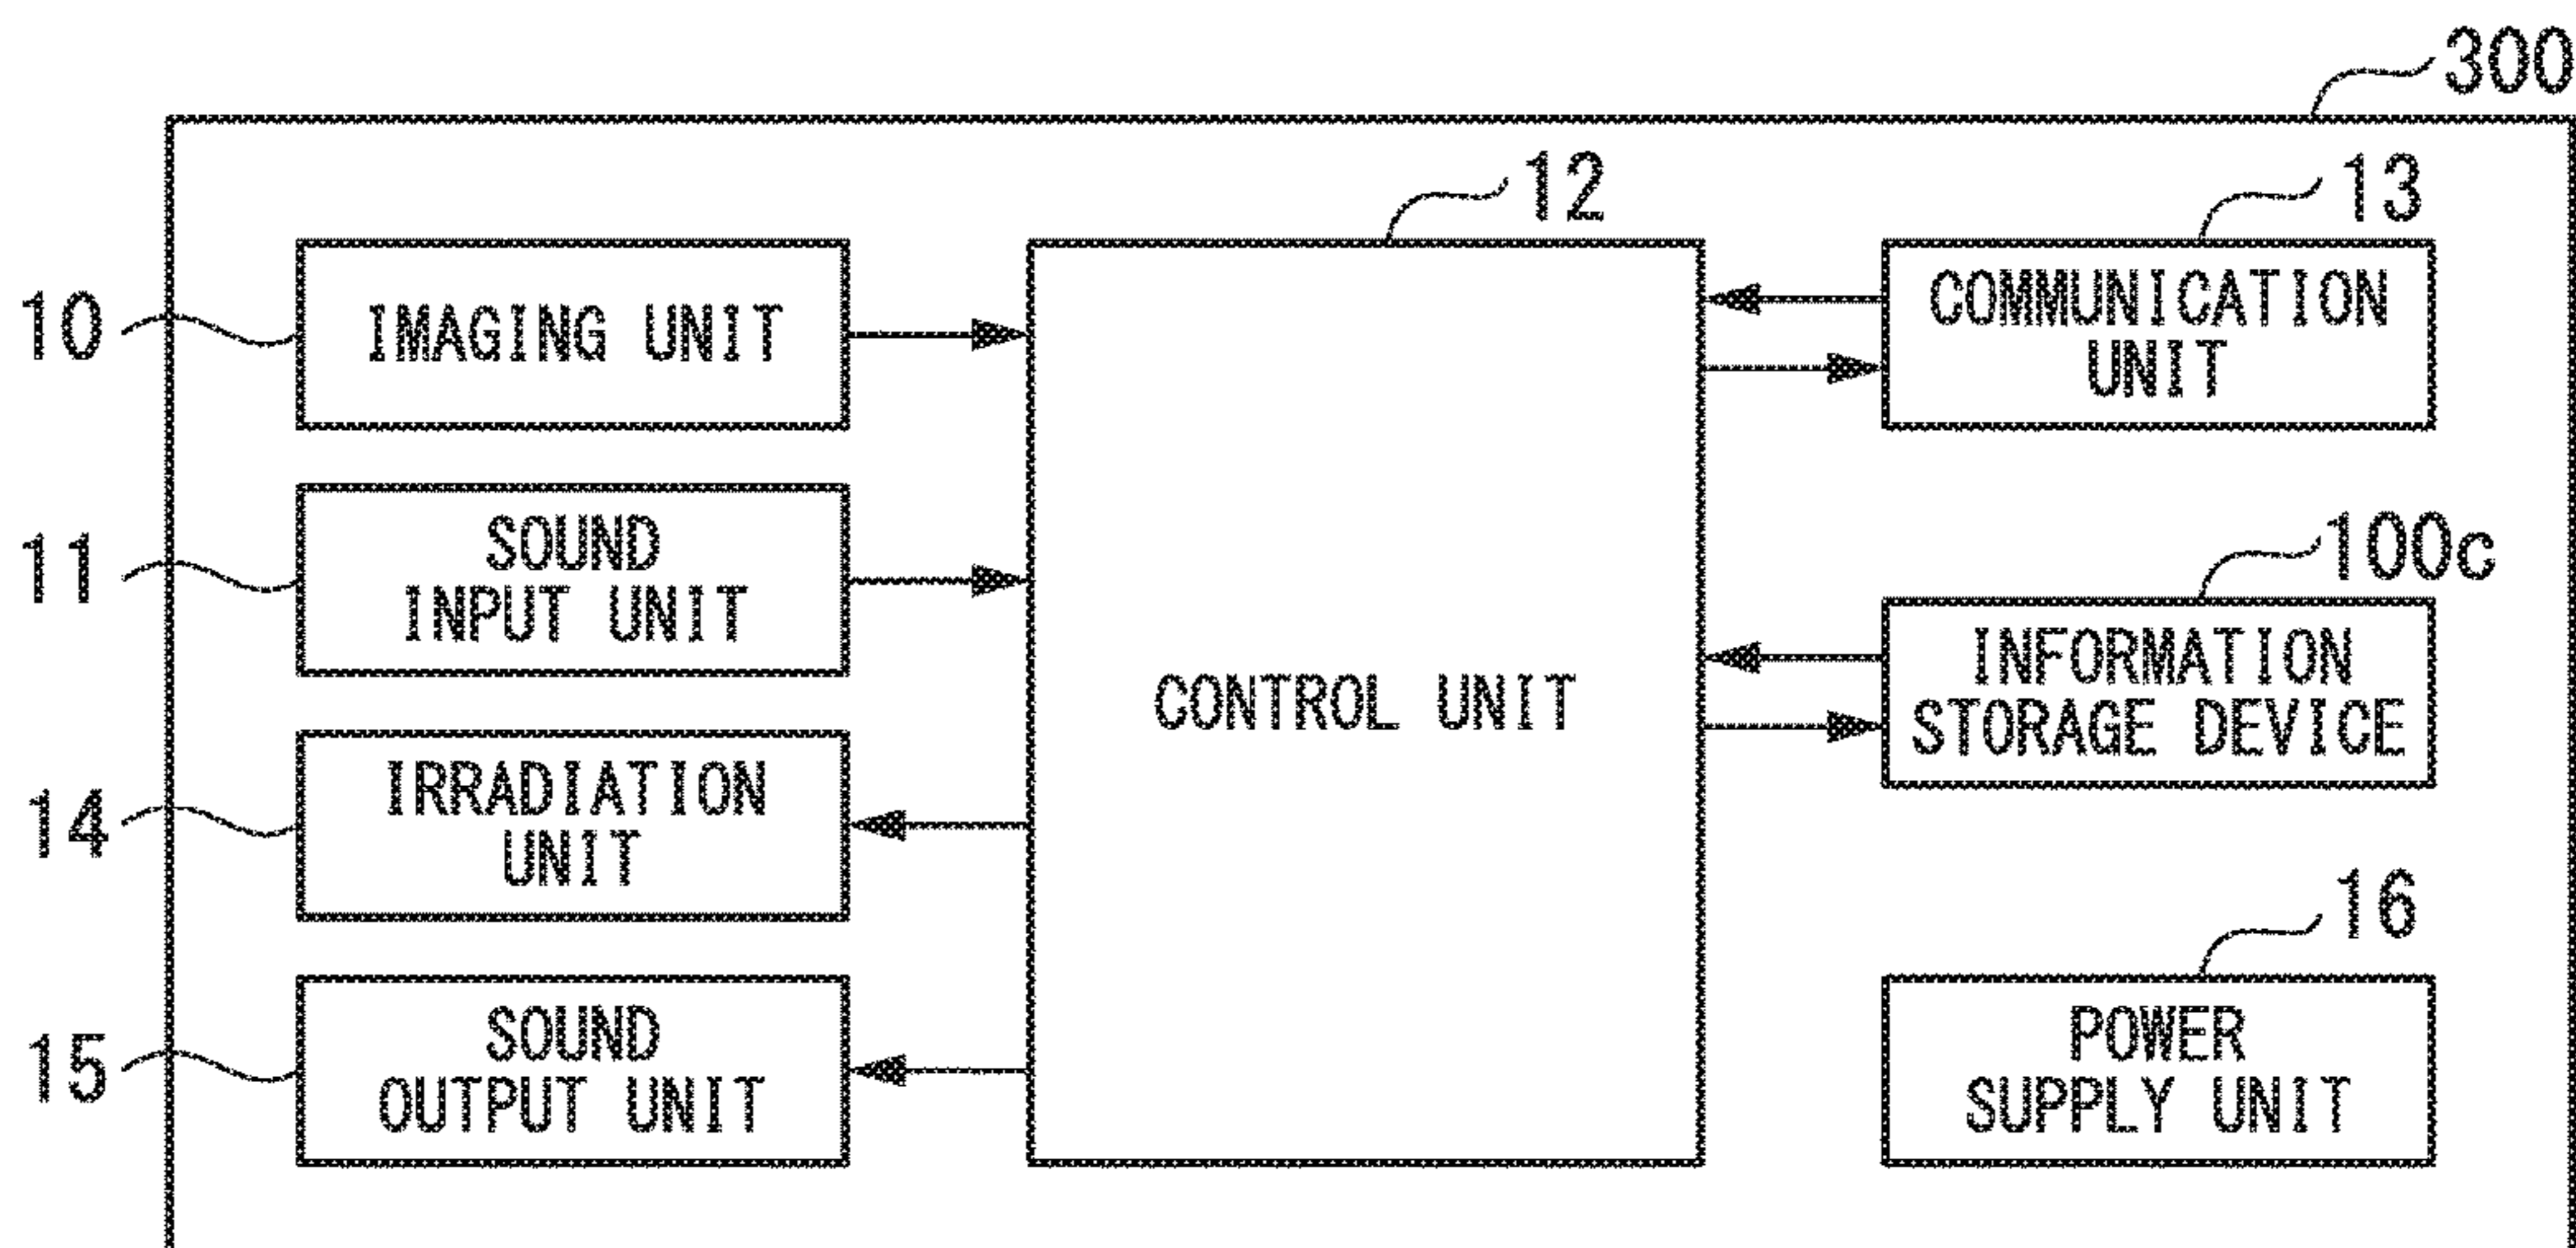 300
12
13
10
IMAGING UNIT
COMMUNICATION
UNIT
11
SOUND
INPUT UNIT
CONTROL UNIT
100c
INFORMATION
STORAGE DEVICE
14
IRRADIATION
UNIT
16
15
SOUND
OUTPUT UNIT
POWER
SUPPLY UNIT